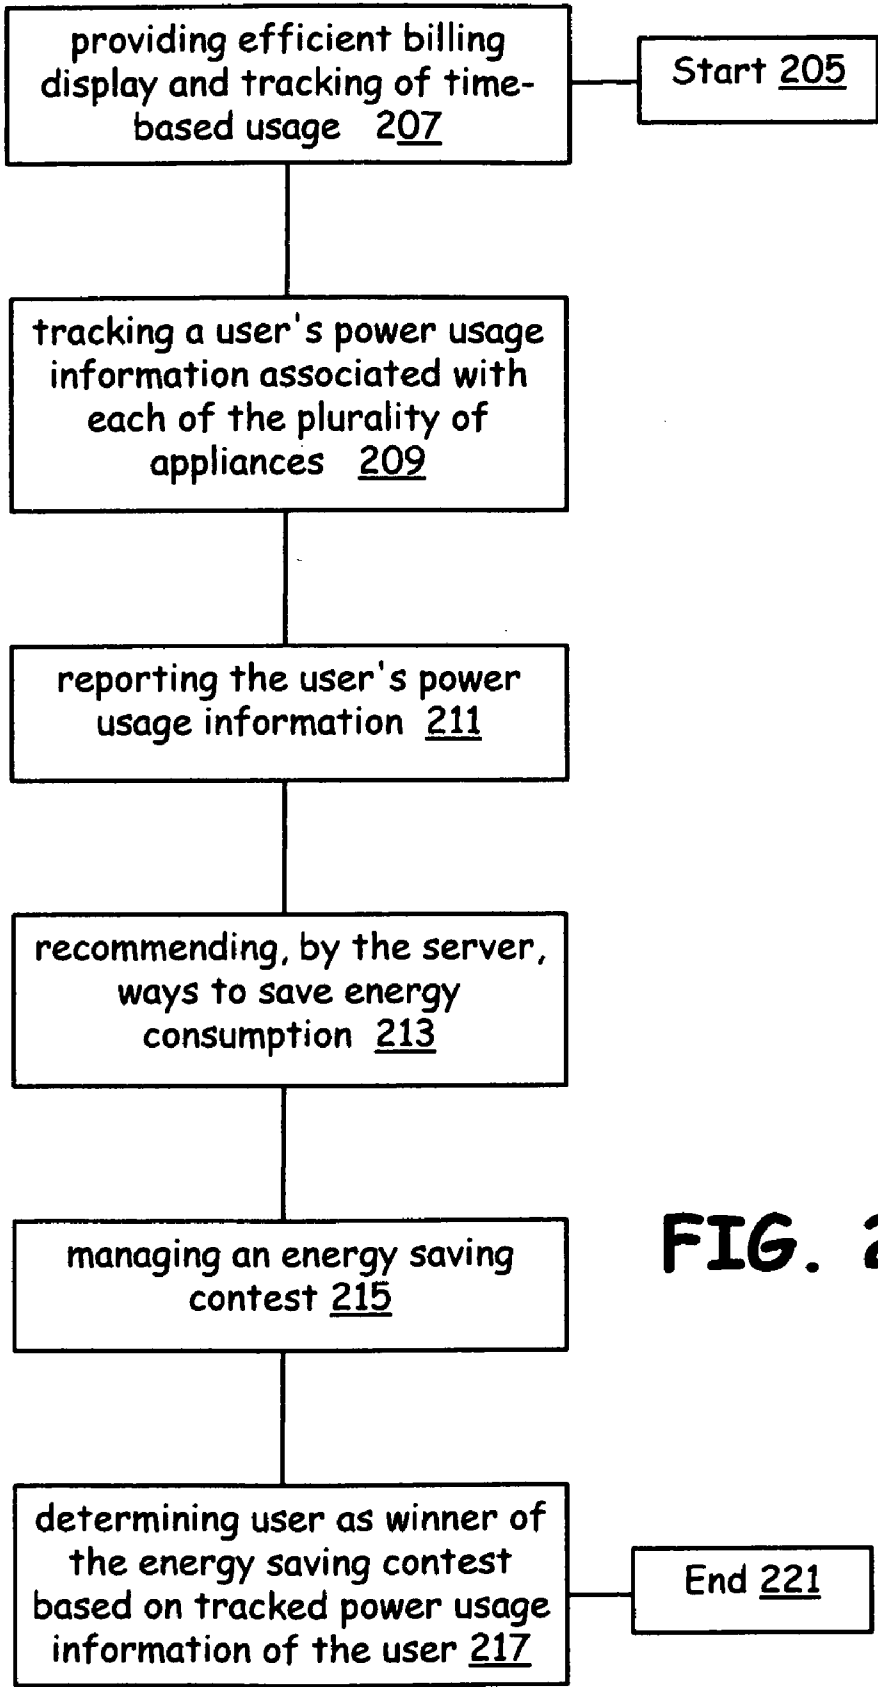 providing efficient billing
display and tracking of time-
based usage 207
Start 205
tracking a user's power usage
information associated with
each of the plurality of
appliances 209
reporting the user's power
usage information 211
recommending, by the server,
ways to save energy
consumption 213
managing an energy saving
contest 215
FIG. 2
determining user as winner of
the energy saving contest
based on tracked power usage
information of the user 217
End 221